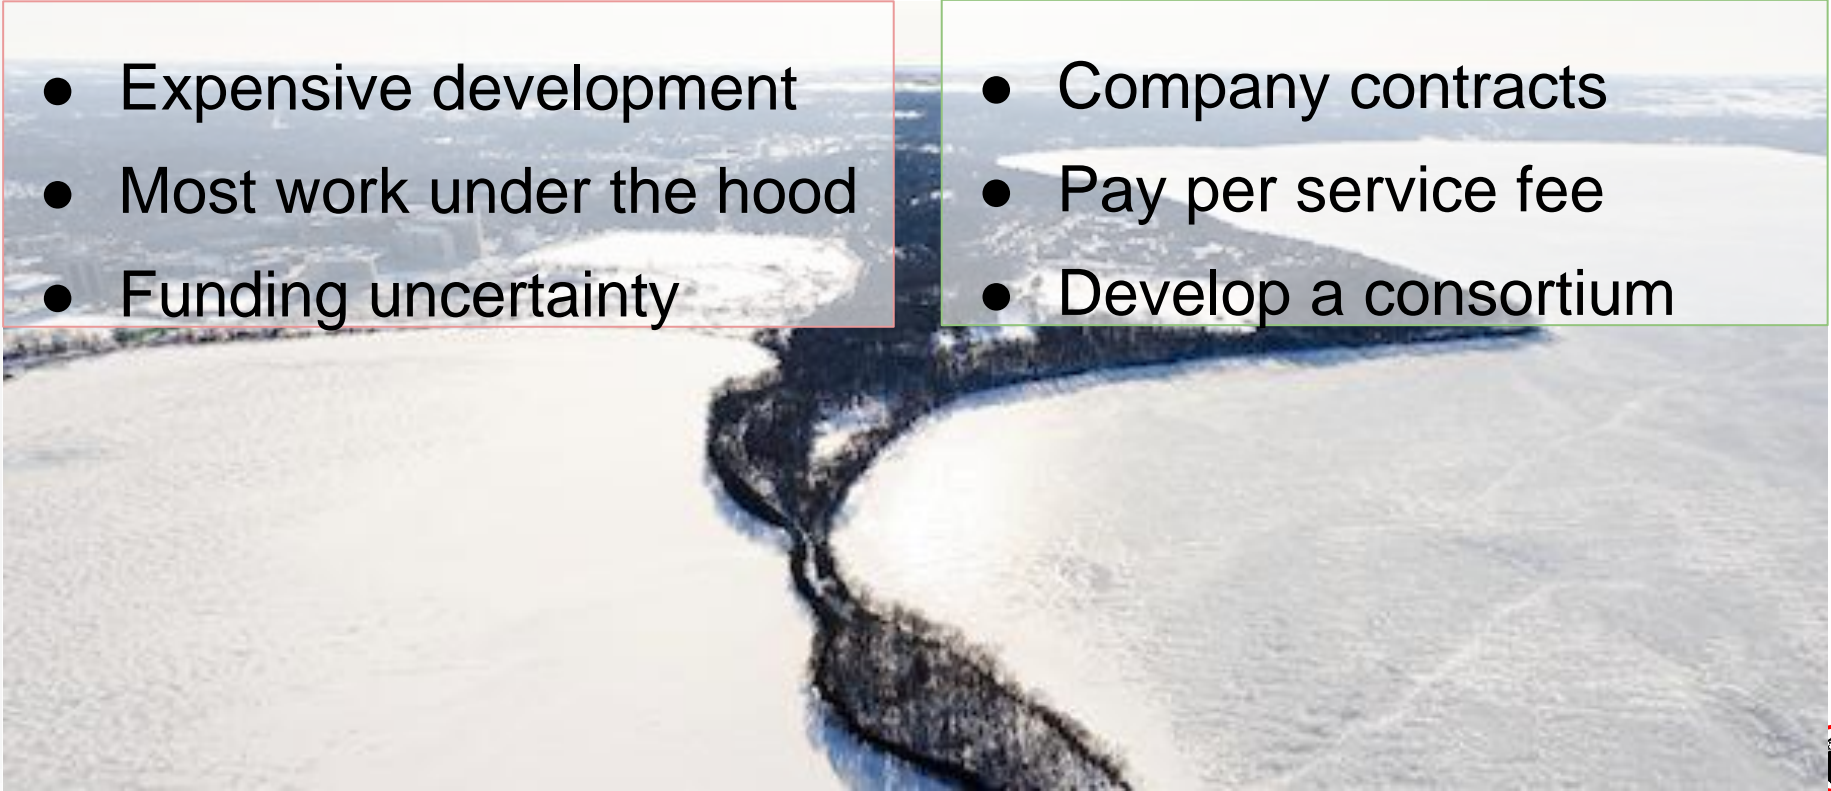 ● Expensive development
● Most work under the hood
● Funding uncertainty
● Company contracts
● Pay per service fee
● Develop a consortium